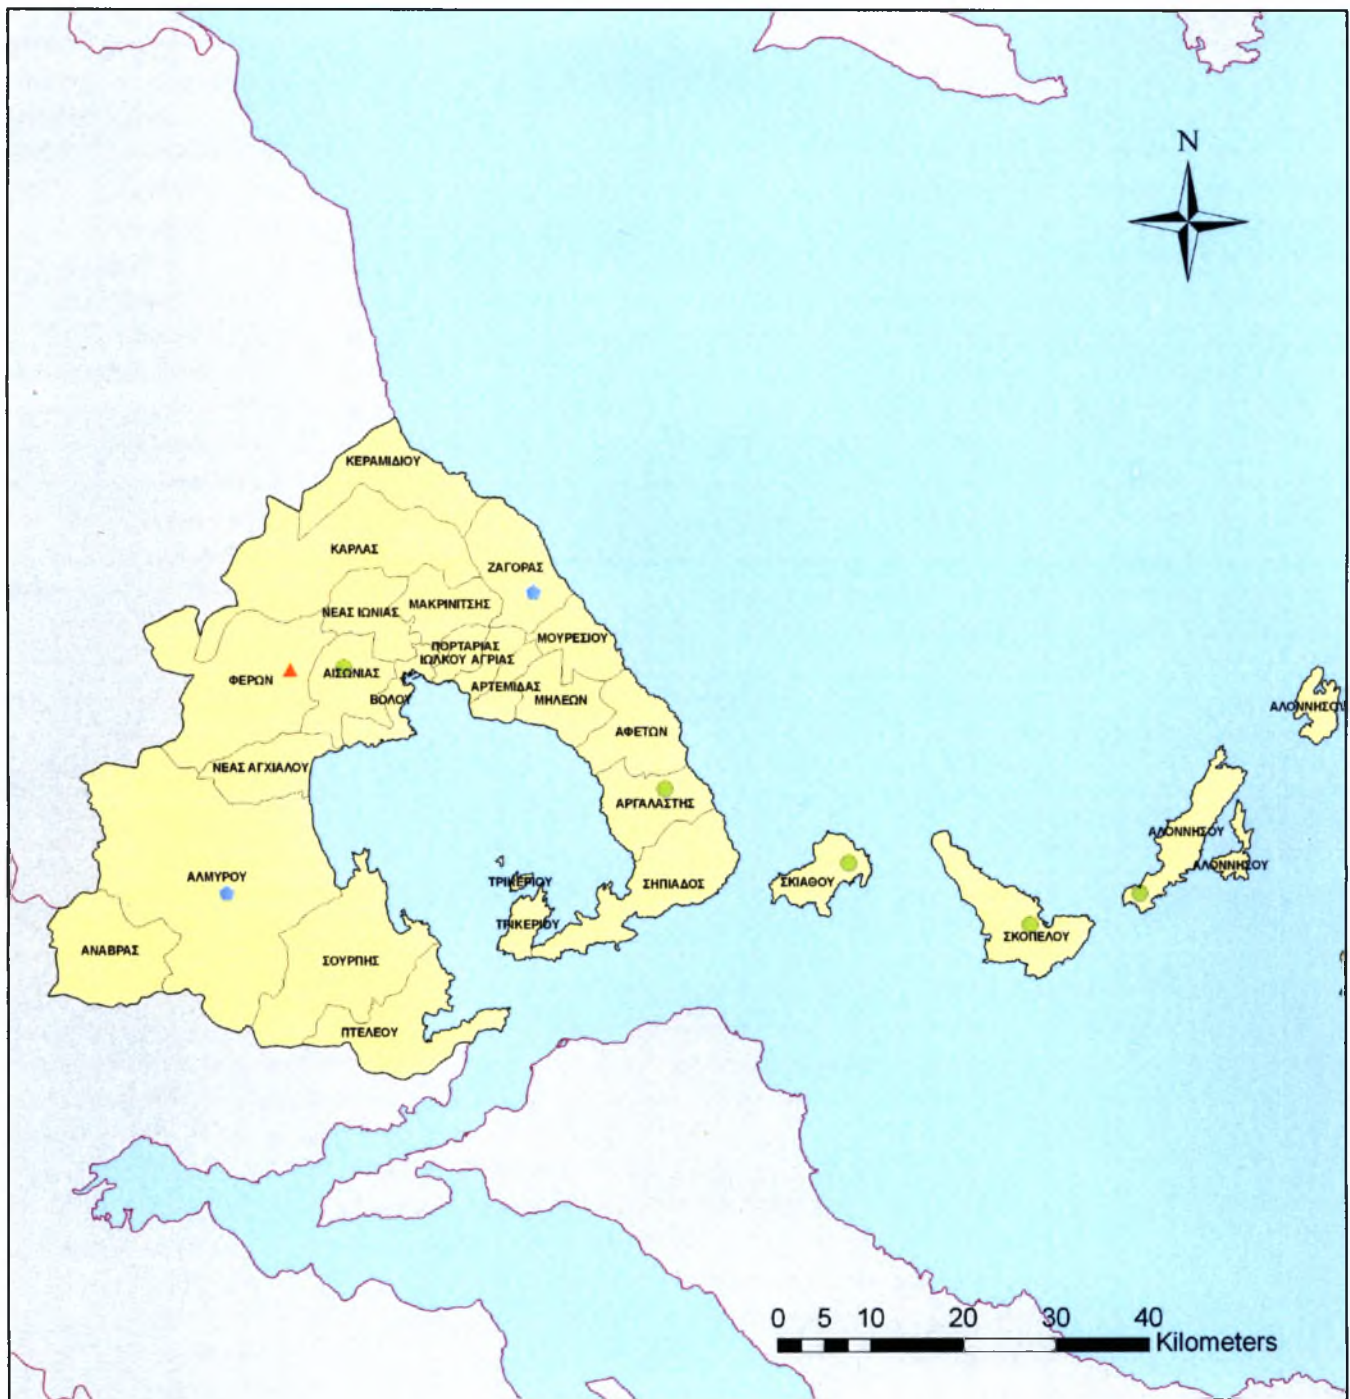 N
ΚΕΡΑΜΙΔΙΟΥ
ΚΑΡΛΑΣ
ΖΑΓΟΡΑΣ
ΝΕΑΣ ΙΩΝΙΑΣ
ΜΑΚΡΙΝΙΤΣΗΣ
ΜΟΥΡΕΣΙΟΥ
ΠΟΡΤΑΡΙΑΣ
ΙΩΛΚΟΥ ΑΓΡΙΑΣ
ΦΕΡΩΝ
ΑΙΣΩΝΙΑΣ
ΑΡΤΕΜΙΔΑΣ
ΒΟΛΟΥ
ΜΗΛΕΩΝ
ΑΛΟΝΝΗΣΟΥ
ΑΦΕΤΩΝ
ΝΕΑΣ ΑΓΧΙΑΛΟΥ
ΑΡΓΑΛΑΣΤΗΣ
ΑΛΟΝΝΗΣΟΥ
ΑΛΟΝΝΗΣΟΥ
ΑΛΜΥΡΟΥ
ΤΡΙΚΕΡΙΟΥ
ΣΗΠΙΑΔΟΣ
ΣΚΙΑΘΟΥ
ΤΡΙΚΕΡΙΟΥ
ΣΚΟΠΕΛΟΥ
ΑΝΑΒΡΑΣ
ΣΟΥΡΠΗΣ
ΠΤΕΛΕΟΥ
0 5 10 20 30 40
Kilometers